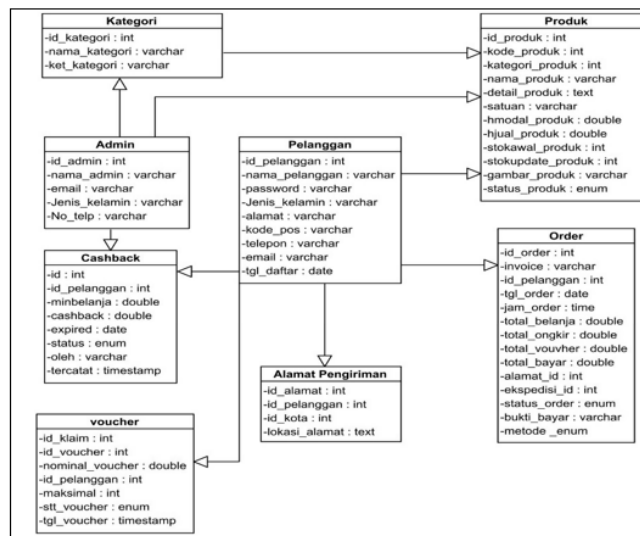 Kategori
-id_kategori : int
-nama_kategori : varchar
-ket_kategori : varchar
Produk
-id_produk : int
-kode_produk : int
-kategori_produk : int
-nama_produk : varchar
-detail_produk : text
-satuan : varchar
-hmodal_produk : double
-hjual_produk : double
-stokawal_produk : int
-stokupdate_produk : int
-gambar_produk : varchar
-status_produk : enum
Admin
-id_admin : int
-nama_admin : varchar
-email : varchar
-Jenis_kelamin : varchar
-No_telp : varchar
Pelanggan
-id_pelanggan : int
-nama_pelanggan : varchar
-password : varchar
-Jenis_kelamin : varchar
-alamat : varchar
-kode_pos : varchar
-telepon : varchar
-email : varchar
-tgl_daftar : date
Cashback
-id : int
-id_pelanggan : int
-minbelanja : double
-cashback : double
-expired : date
-status : enum
-oleh : varchar
-tercatat : timestamp
Order
-id_order : int
-invoice : varchar
-id_pelanggan : int
-tgl_order : date
-jam_order : time
-total_belanja : double
-total_ongkir : double
-total_vouvher : double
-total_bayar : double
-alamat_id : int
-ekspedisi_id : int
-status_order : enum
-bukti_bayar : varchar
-metode _enum
Alamat Pengiriman
-id_alamat : int
-id_pelanggan : int
-id_kota : int
-lokasi_alamat : text
voucher
-id_klaim : int
-id_voucher : int
-nominal_voucher : double
-id_pelanggan : int
-maksimal : int
-stt_voucher : enum
-tgl_voucher : timestamp